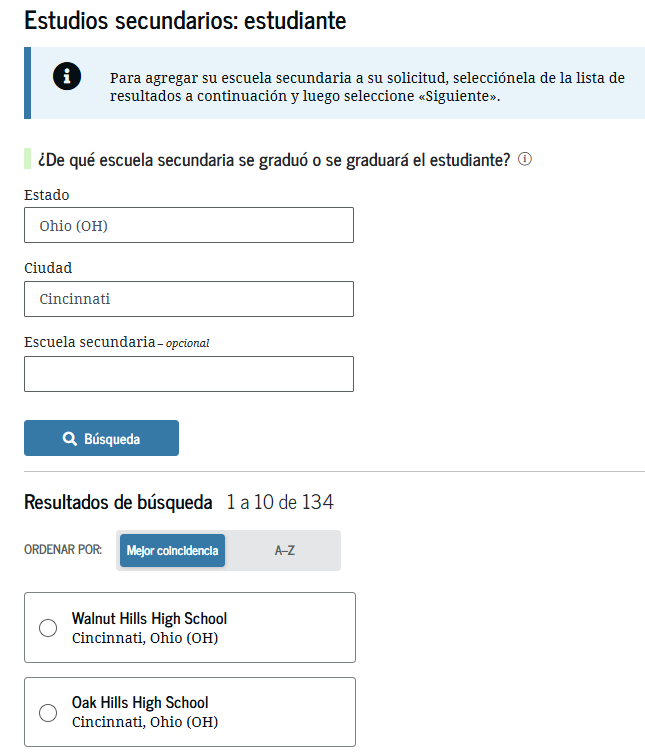 Estudios secundarios: estudiante
Para agregar su escuela secundaria a su solicitud, selecciónela de la lista de
resultados a continuación y luego seleccione «Siguiente».
¿De qué escuela secundaria se graduó o se graduará el estudiante?
Estado
Ohio (OH)
Ciudad
Cincinnati
Escuela secundaria – opcional
Búsqueda
Resultados de búsqueda 1 a 10 de 134
ORDENAR POR: Mejor coincidencia A–Z
Walnut Hills High School
Cincinnati, Ohio (OH)
Oak Hills High School
Cincinnati, Ohio (OH)